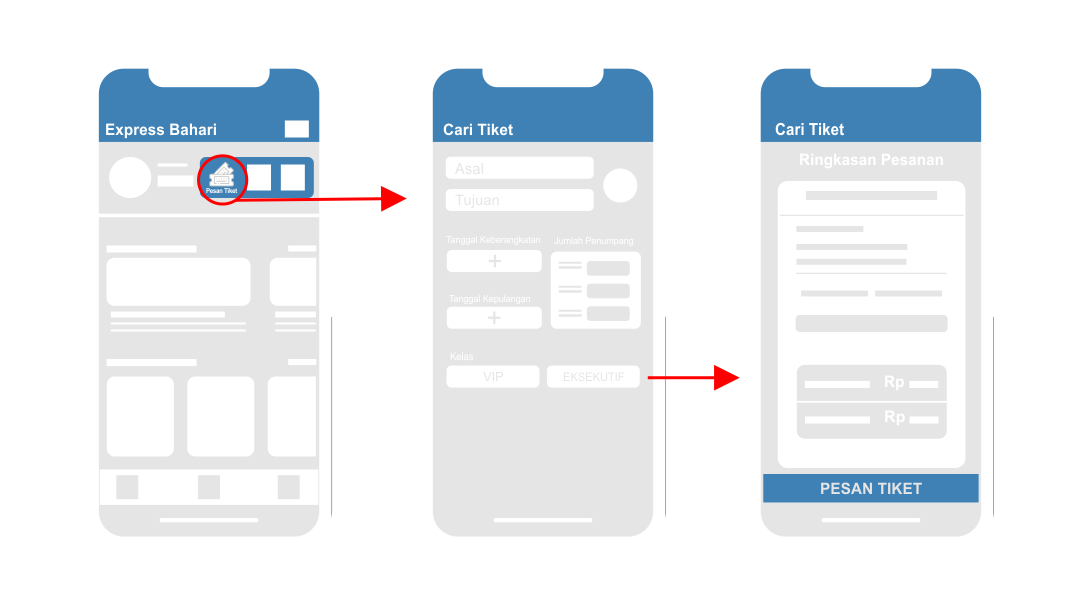 Express Bahari
Pesan Tiket
Cari Tiket
Asal
Tujuan
Tanggal Keberangkatan
Jumlah Penumpang
+
Tanggal Kepulangan
+
Kelas
VIP
EKSEKUTIF
Cari Tiket
Ringkasan Pesanan
Rp
Rp
PESAN TIKET